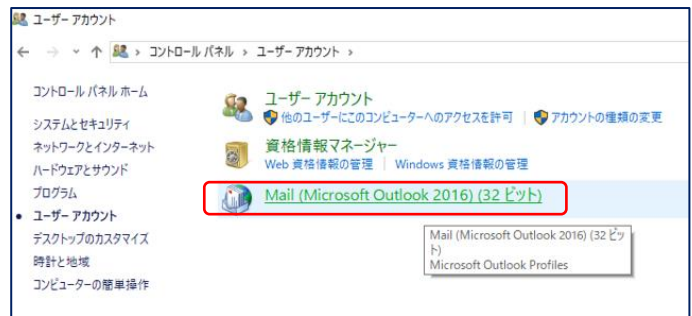 ユーザー アカウント
コントロール パネル › ユーザー アカウント ›
コントロール パネル ホーム
システムとセキュリティ
ネットワークとインターネット
ハードウェアとサウンド
プログラム
ユーザー アカウント
デスクトップのカスタマイズ
時計と地域
コンピューターの簡単操作
ユーザー アカウント
他のユーザーにこのコンピューターへのアクセスを許可 | アカウントの種類の変更
資格情報マネージャー
Web 資格情報の管理 | Windows 資格情報の管理
Mail (Microsoft Outlook 2016) (32 ビット)
Mail (Microsoft Outlook 2016) (32 ビッ
ト)
Microsoft Outlook Profiles